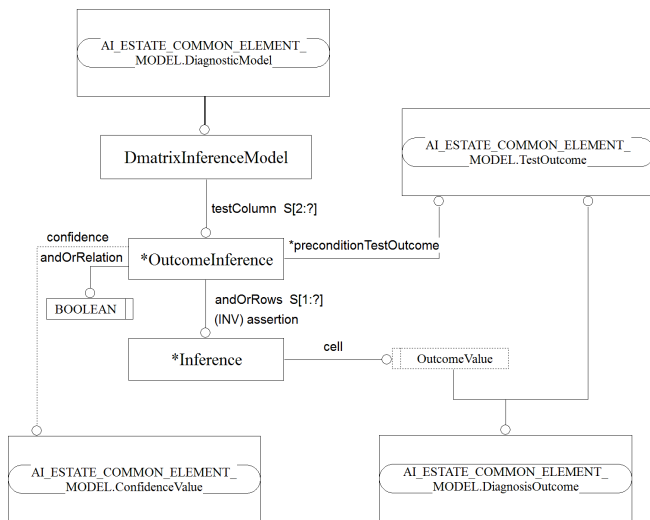 AI_ESTATE_COMMON_ELEMENT_
MODEL.DiagnosticModel
DmatrixInferenceModel
AI_ESTATE_COMMON_ELEMENT_
MODEL.TestOutcome
testColumn S[2:?]
confidence
andOrRelation
*OutcomeInference
*preconditionTestOutcome
BOOLEAN
andOrRows S[1:?]
(INV) assertion
*Inference
cell
OutcomeValue
AI_ESTATE_COMMON_ELEMENT_
MODEL.ConfidenceValue
AI_ESTATE_COMMON_ELEMENT_
MODEL.DiagnosisOutcome